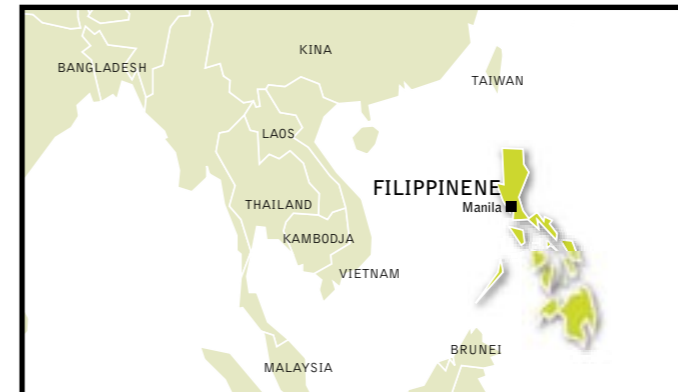 KINA
BANGLADESH
TAIWAN
LAOS
FILIPPINENE
THAILAND
Manila
KAMBODJA
VIETNAM
BRUNEI
MALAYSIA